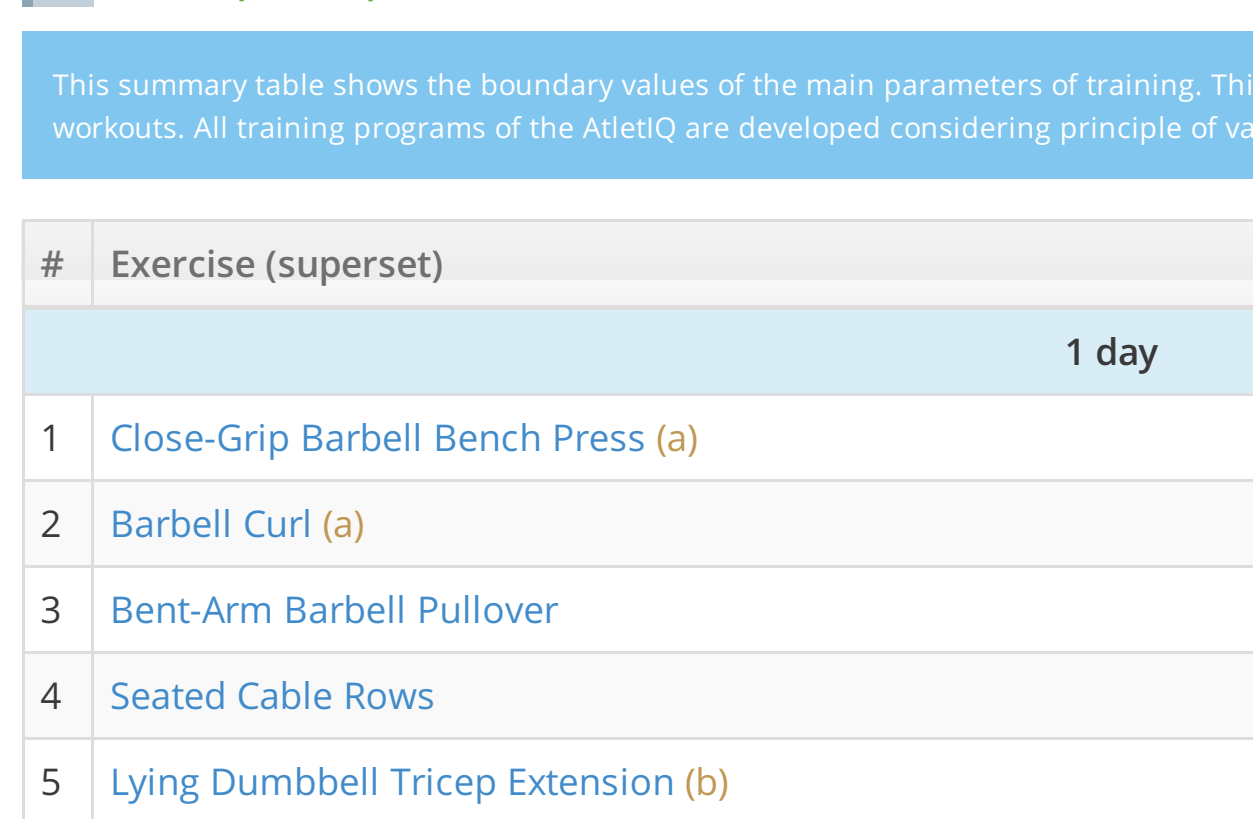 This summary table shows the boundary values of the main parameters of training.
workouts. All training programs of the AtletIQ are developed considering principle of
# Exercise (superset)
1 day
1 Close-Grip Barbell Bench Press (a)
2 Barbell Curl (a)
3 Bent-Arm Barbell Pullover
4 Seated Cable Rows
5 Lying Dumbbell Tricep Extension (b)